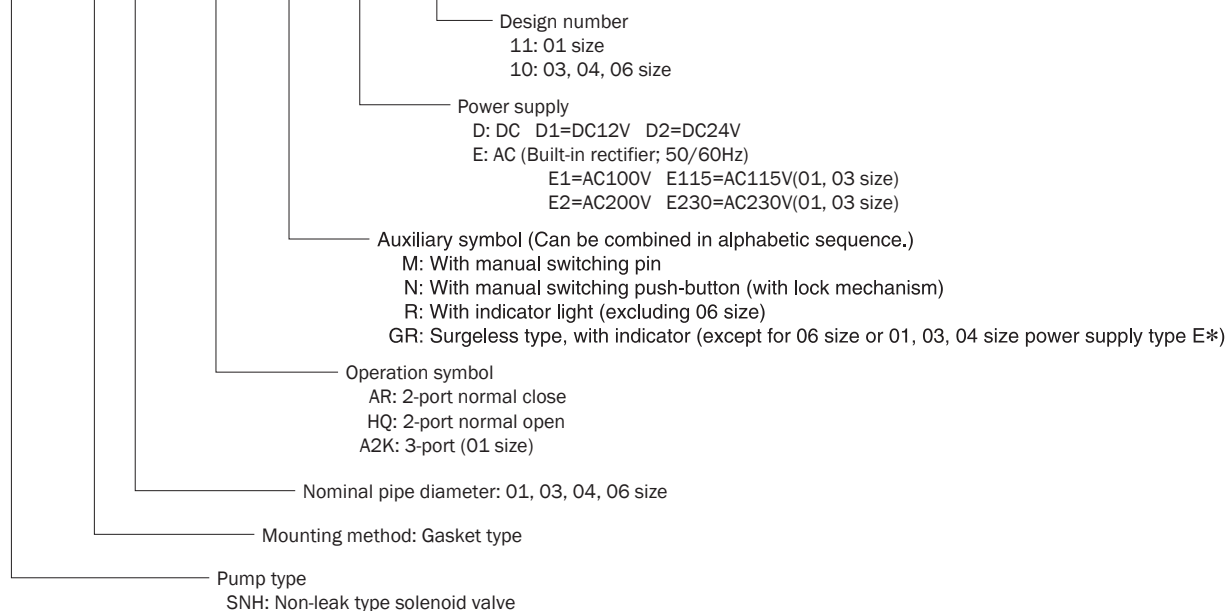 Design number
11: 01 size
10: 03, 04, 06 size
Power supply
D: DC D1=DC12V D2=DC24V
E: AC (Built-in rectifier; 50/60Hz)
E1=AC100V E115=AC115V(01, 03 size)
E2=AC200V E230=AC230V(01, 03 size)
Auxiliary symbol (Can be combined in alphabetic sequence.)
M: With manual switching pin
N: With manual switching push-button (with lock mechanism)
R: With indicator light (excluding 06 size)
GR: Surgeless type, with indicator (except for 06 size or 01, 03, 04 size power supply type E*)
Operation symbol
AR: 2-port normal close
HQ: 2-port normal open
A2K: 3-port (01 size)
Nominal pipe diameter: 01, 03, 04, 06 size
Mounting method: Gasket type
Pump type
SNH: Non-leak type solenoid valve